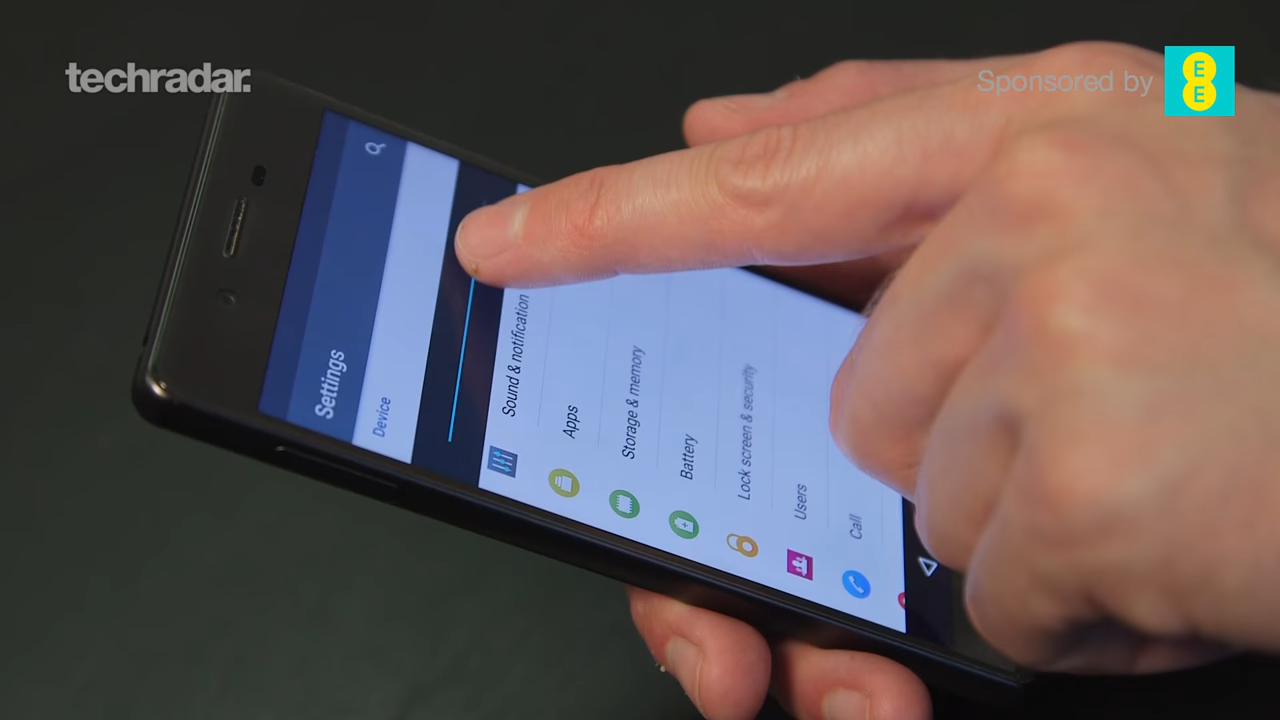 techradar.
Sponsored by
E
E
Settings
Device
Sound & notification
Apps
Storage & memory
Battery
Lock screen & security
Users
Call